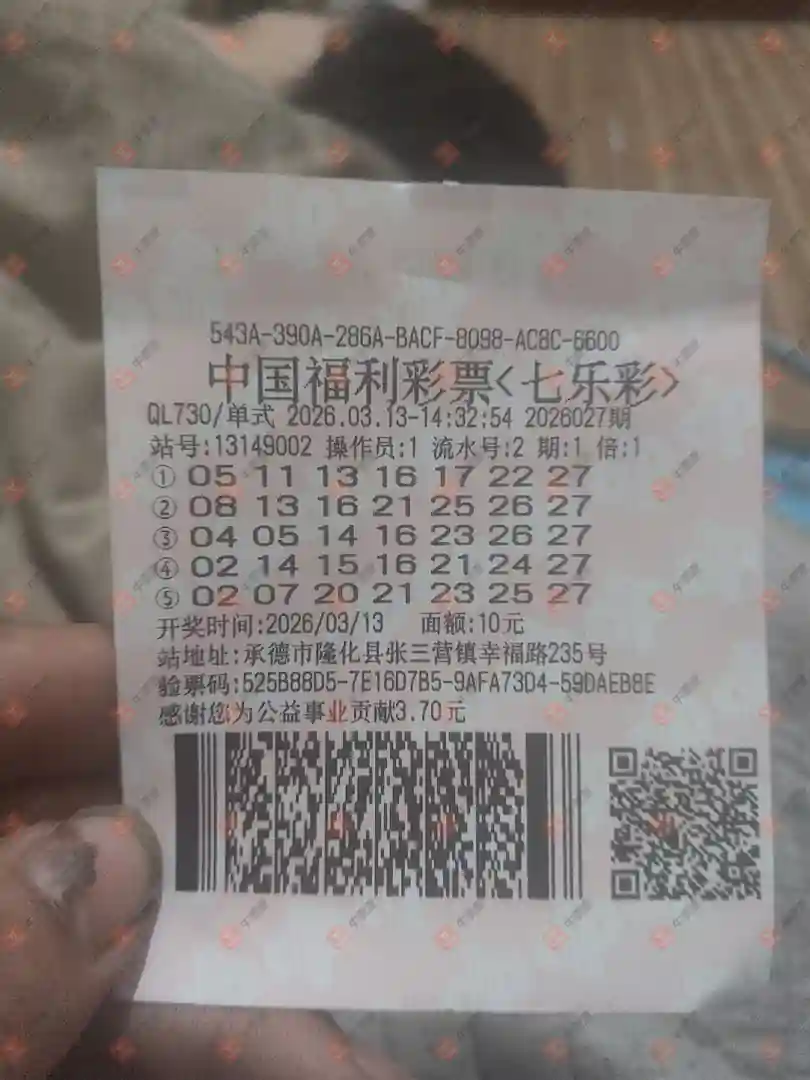 543A-390A-286A-BACF-8098-AC8C-6600
中国福利彩票<七乐彩>
QL730/单式 2026.03.13-14:32:54 2026027期
站号:13149002 操作员:1 流水号:2 期:1 倍:1
① 05 11 13 16 17 22 27
② 08 13 16 21 25 26 27
③ 04 05 14 16 23 26 27
④ 02 14 15 16 21 24 27
⑤ 02 07 20 21 23 25 27
开奖时间:2026/03/13 面额:10元
站地址:承德市隆化县张三营镇幸福路235号
验票码:525B88D5-7E16D7B5-9AFA73D4-59DAEB8E
感谢您为公益事业贡献3.70元